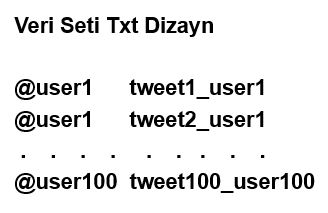 Veri Seti Txt Dizayn
@user1 tweet1_user1
@user1 tweet2_user1
. . . . . . . . .
@user100 tweet100_user100